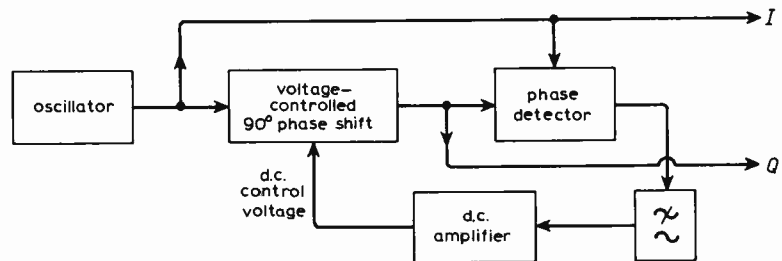 I
oscillator
voltage-
controlled
90° phase shift
phase
detector
Q
d.c.
control
voltage
d.c.
amplifier